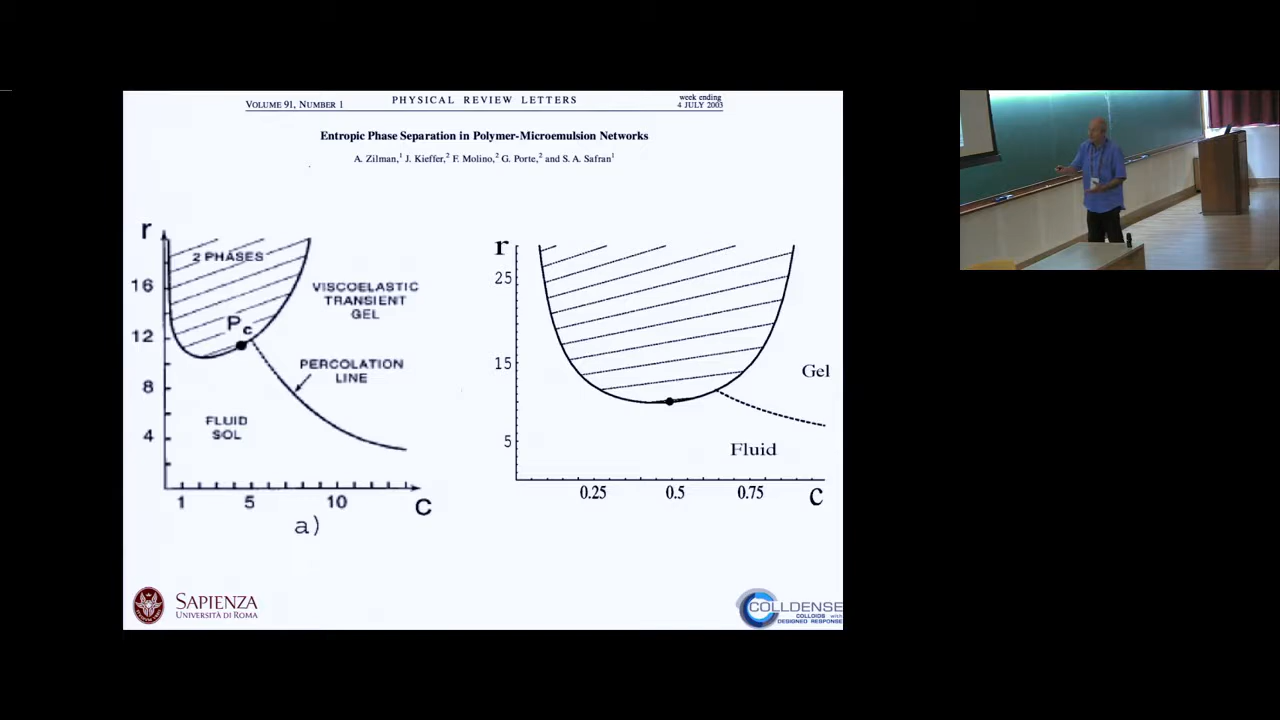 VOLUME 91, NUMBER 1
PHYSICAL REVIEW LETTERS
week ending
4 JULY 2003
Entropic Phase Separation in Polymer-Microemulsion Networks
A. Zilman,1 J. Kieffer,2 F. Molino,2 G. Porte,2 and S. A. Safran1
r
2 PHASES
16
12
8
4
Pc
VISCOELASTIC
TRANSIENT
GEL
PERCOLATION
LINE
FLUID
SOL
1
5
10
C
a)
r
25
15
5
Gel
Fluid
0.25
0.5
0.75
C
SAPIENZA
UNIVERSITÀ DI ROMA
COLLDENSE
COLLOIDS with
DESIGNED RESPONSE